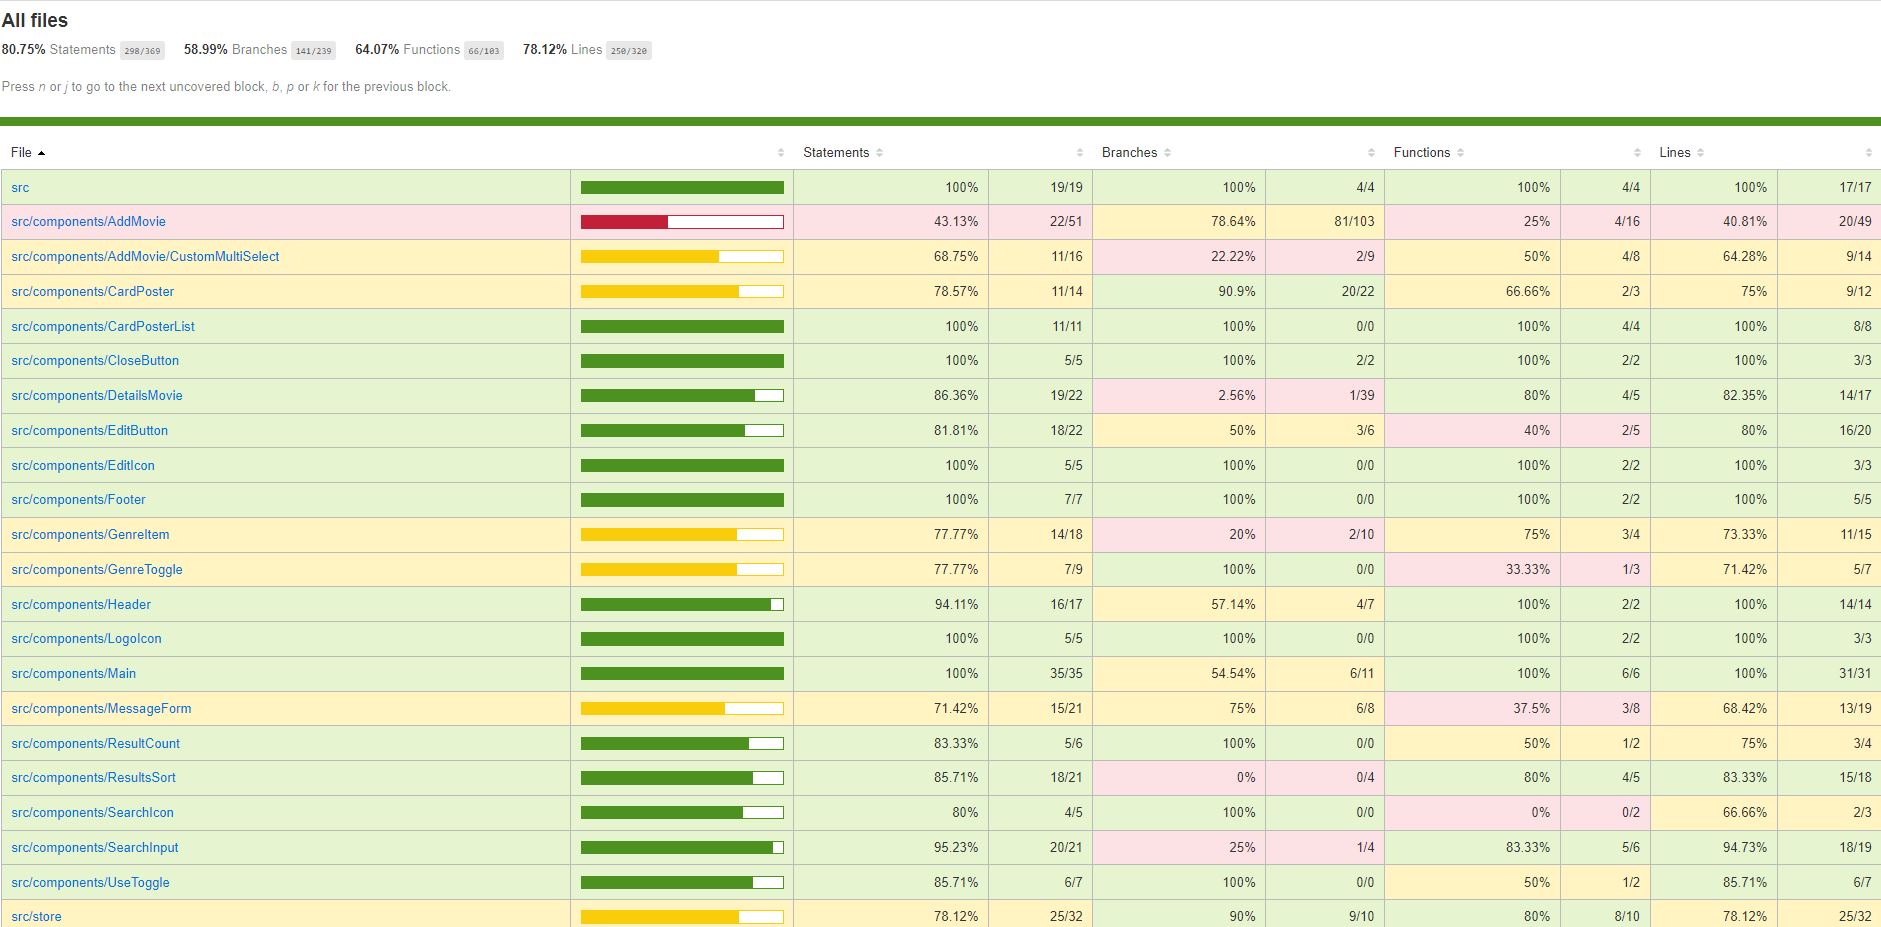 All files
80.75% Statements 298/369 58.99% Branches 141/239 64.07% Functions 66/103 78.12% Lines 250/320
Press n or j to go to the next uncovered block, b, p or k for the previous block.
File Statements Branches Functions Lines
src 100% 19/19 100% 4/4 100% 4/4 100% 17/17
src/components/AddMovie 43.13% 22/51 78.64% 81/103 25% 4/16 40.81% 20/49
src/components/AddMovie/CustomMultiSelect 68.75% 11/16 22.22% 2/9 50% 4/8 64.28% 9/14
src/components/CardPoster 78.57% 11/14 90.9% 20/22 66.66% 2/3 75% 9/12
src/components/CardPosterList 100% 11/11 100% 0/0 100% 4/4 100% 8/8
src/components/CloseButton 100% 5/5 100% 2/2 100% 2/2 100% 3/3
src/components/DetailsMovie 86.36% 19/22 2.56% 1/39 80% 4/5 82.35% 14/17
src/components/EditButton 81.81% 18/22 50% 3/6 40% 2/5 80% 16/20
src/components/EditIcon 100% 5/5 100% 0/0 100% 2/2 100% 3/3
src/components/Footer 100% 7/7 100% 0/0 100% 2/2 100% 5/5
src/components/GenreItem 77.77% 14/18 20% 2/10 75% 3/4 73.33% 11/15
src/components/GenreToggle 77.77% 7/9 100% 0/0 33.33% 1/3 71.42% 5/7
src/components/Header 94.11% 16/17 57.14% 4/7 100% 2/2 100% 14/14
src/components/LogoIcon 100% 5/5 100% 0/0 100% 2/2 100% 3/3
src/components/Main 100% 35/35 54.54% 6/11 100% 6/6 100% 31/31
src/components/MessageForm 71.42% 15/21 75% 6/8 37.5% 3/8 68.42% 13/19
src/components/ResultCount 83.33% 5/6 100% 0/0 50% 1/2 75% 3/4
src/components/ResultsSort 85.71% 18/21 0% 0/4 80% 4/5 83.33% 15/18
src/components/SearchIcon 80% 4/5 100% 0/0 0% 0/2 66.66% 2/3
src/components/SearchInput 95.23% 20/21 25% 1/4 83.33% 5/6 94.73% 18/19
src/components/UseToggle 85.71% 6/7 100% 0/0 50% 1/2 85.71% 6/7
src/store 78.12% 25/32 90% 9/10 80% 8/10 78.12% 25/32